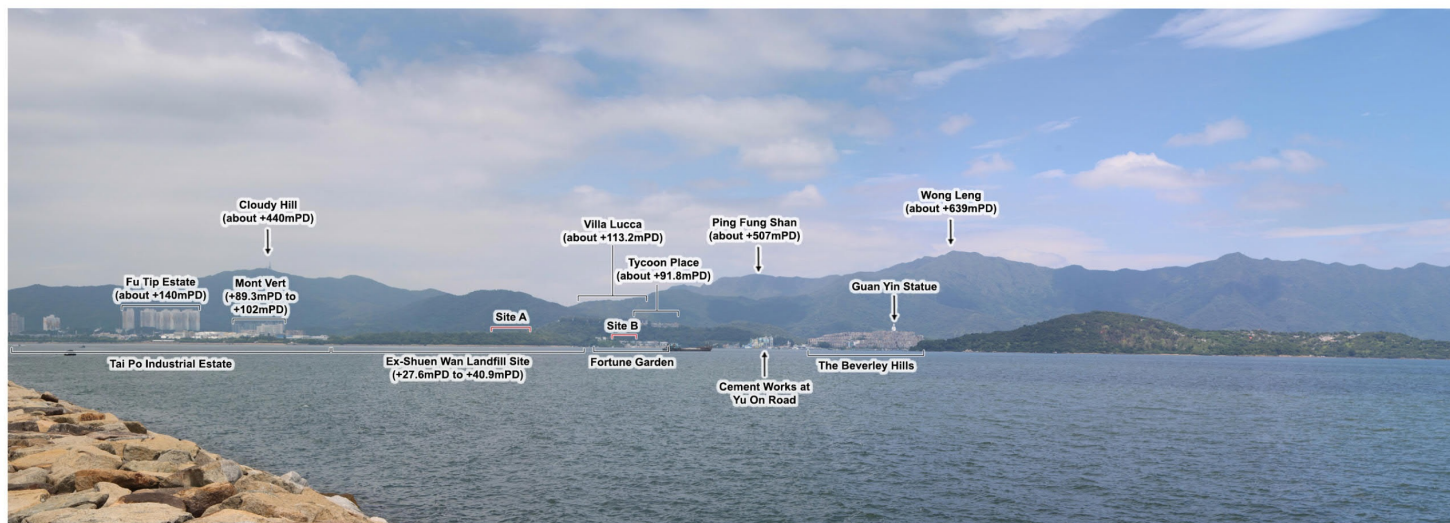 Cloudy Hill
(about +440mPD)
Fu Tip Estate
(about +140mPD)
Mont Vert
(+89.3mPD to
+102mPD)
Site A
Villa Lucca
(about +113.2mPD)
Tycoon Place
(about +91.8mPD)
Site B
Ping Fung Shan
(about +507mPD)
Wong Leng
(about +639mPD)
Guan Yin Statue
Tai Po Industrial Estate
Ex-Shuen Wan Landfill Site
(+27.6mPD to +40.9mPD)
Fortune Garden
Cement Works at
Yu On Road
The Beverley Hills